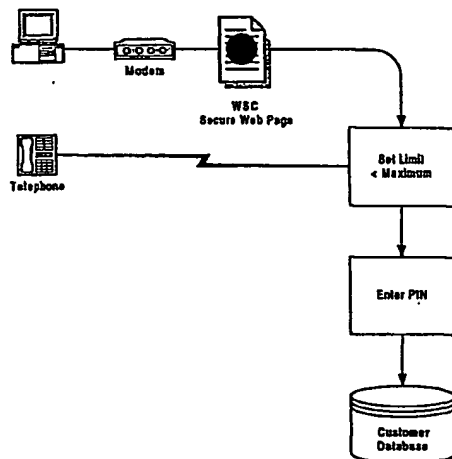 Modem
WSC
Secure Web Page
Telephone
Set Limit
< Maximum
Enter PIN
Customer
Database